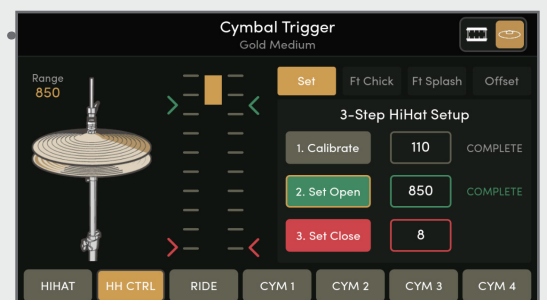 Cymbal Trigger
Gold Medium
Range
850
Set
Ft Chick
Ft Splash
Offset
3-Step HiHat Setup
1. Calibrate
110
COMPLETE
2. Set Open
850
COMPLETE
3. Set Close
8
HIHAT
HH CTRL
RIDE
CYM 1
CYM 2
CYM 3
CYM 4